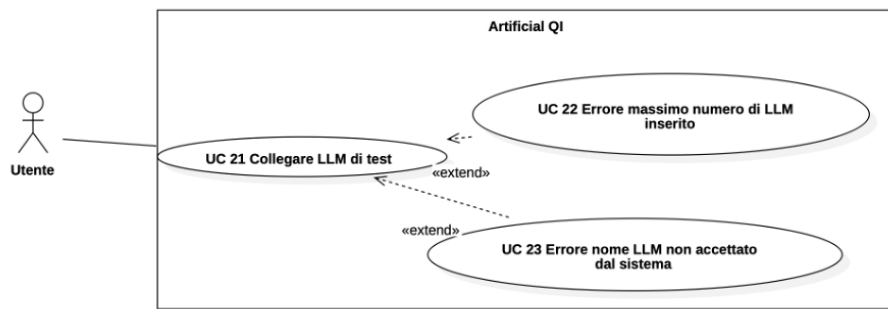 Artificial QI
UC 22 Errore massimo numero di LLM
inserito
UC 21 Collegare LLM di test
Utente
«extend»
«extend»
UC 23 Errore nome LLM non accettato
dal sistema